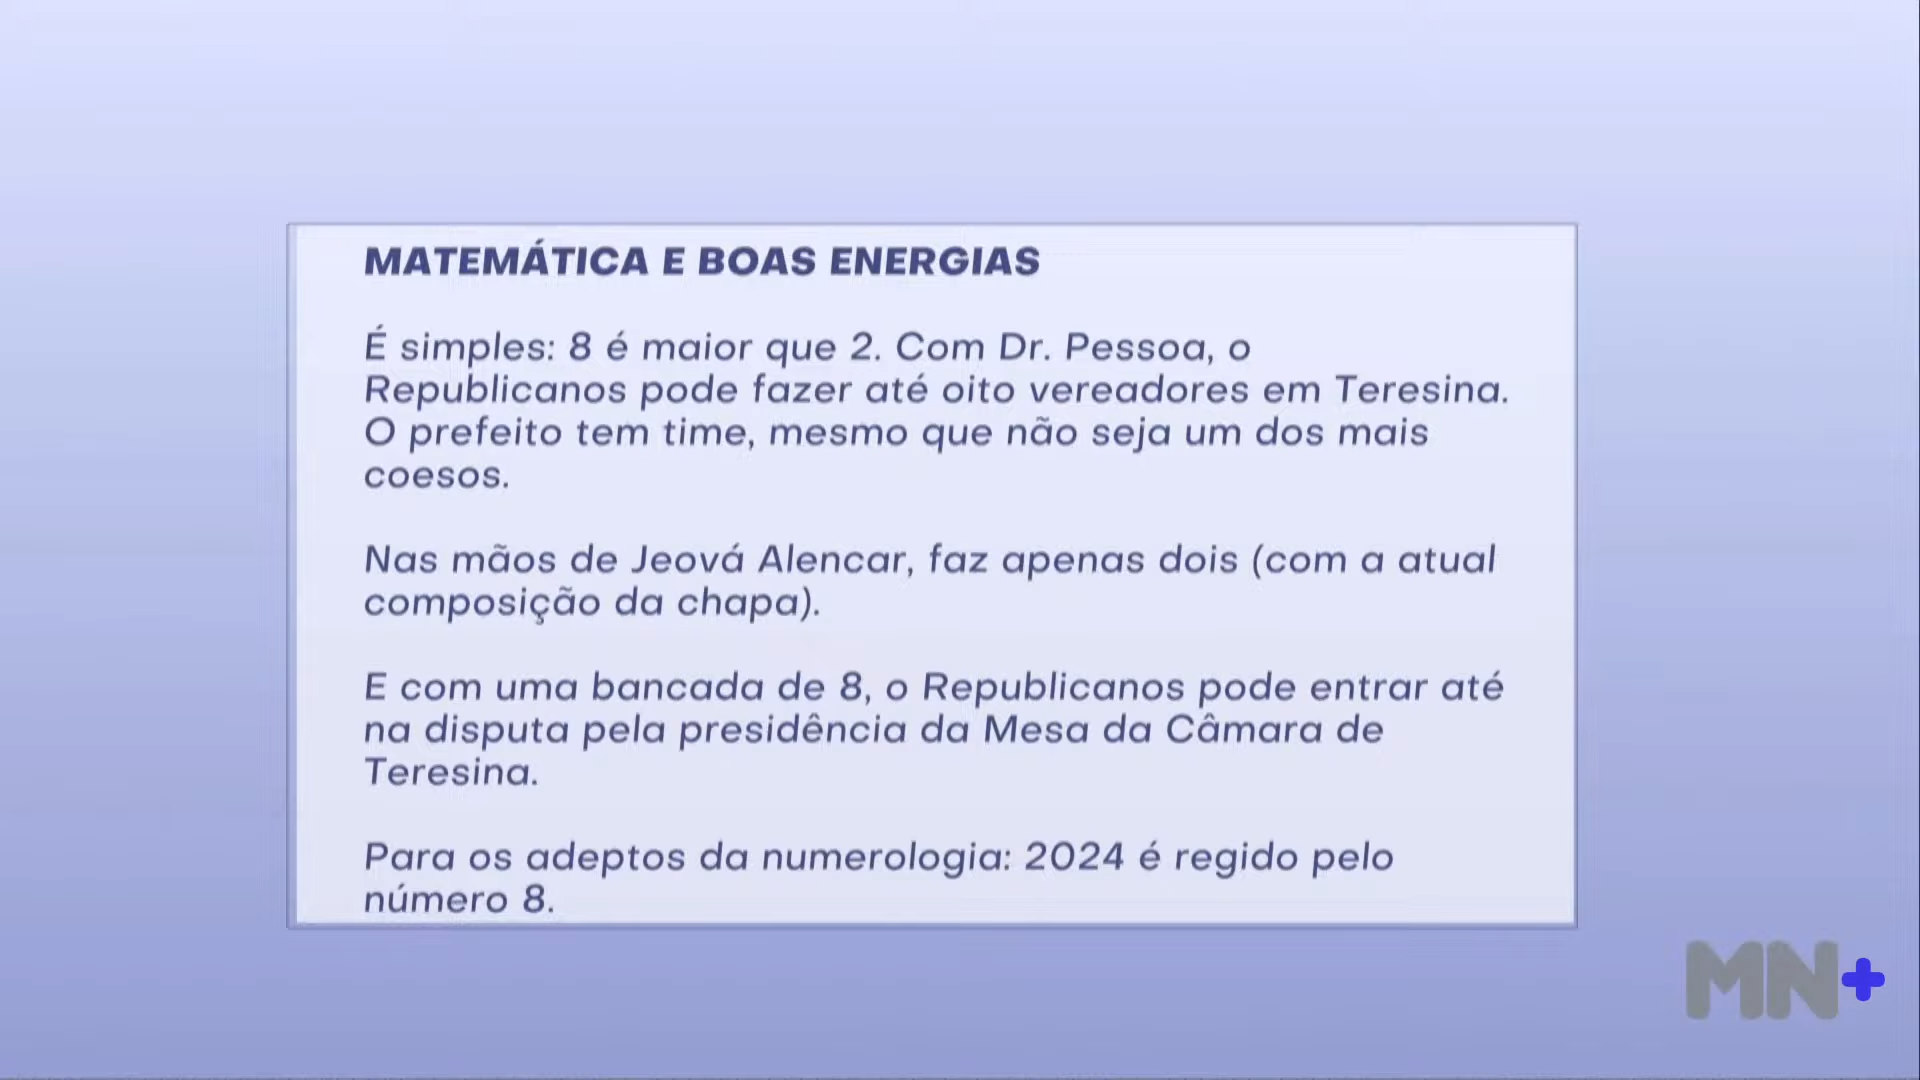 MATEMÁTICA E BOAS ENERGIAS
É simples: 8 é maior que 2. Com Dr. Pessoa, o
Republicanos pode fazer até oito vereadores em Teresina.
O prefeito tem time, mesmo que não seja um dos mais
coesos.
Nas mãos de Jeová Alencar, faz apenas dois (com a atual
composição da chapa).
E com uma bancada de 8, o Republicanos pode entrar até
na disputa pela presidência da Mesa da Câmara de
Teresina.
Para os adeptos da numerologia: 2024 é regido pelo
número 8.
MN+